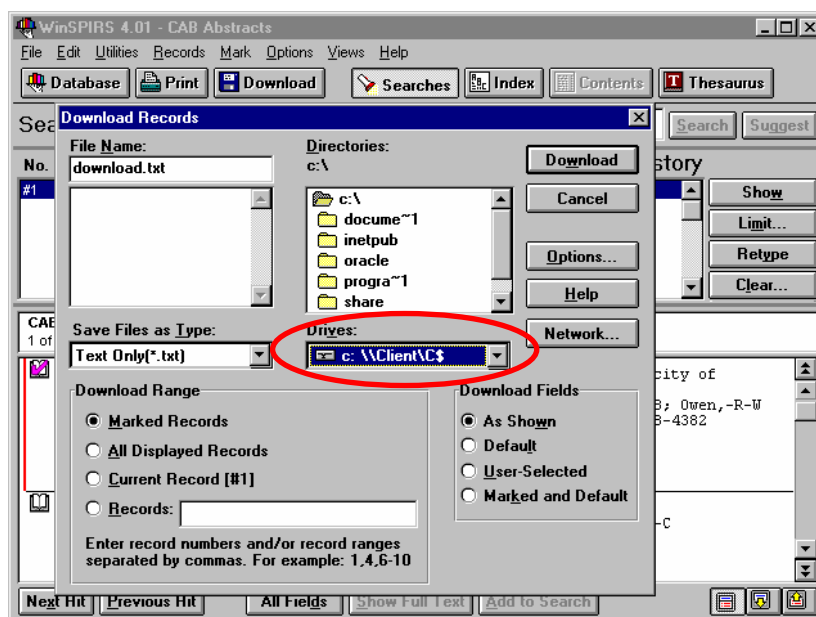 WinSPIRS 4.01 - CAB Abstracts
File Edit Utilities Records Mark Options Views Help
Database Print Download Searches Index Contents Thesaurus
Sea Search Suggest
Download Records
File Name:
download.txt
Directories:
c:\
c:\
docume~1
inetpub
oracle
progra~1
share
Download
Cancel
Options...
Help
Network...
No. story
#1
Show
Limit...
Retype
Clear...
CAB
1 of
Save Files as Type:
Text Only(*.txt)
Drives:
c: \\Client\C$
Download Range
Marked Records
All Displayed Records
Current Record [#1]
Records:
Enter record numbers and/or record ranges
separated by commas. For example: 1,4,6-10
Download Fields
As Shown
Default
User-Selected
Marked and Default
city of
; Owen,-R-W
-4382
-C
Next Hit Previous Hit All Fields Show Full Text Add to Search